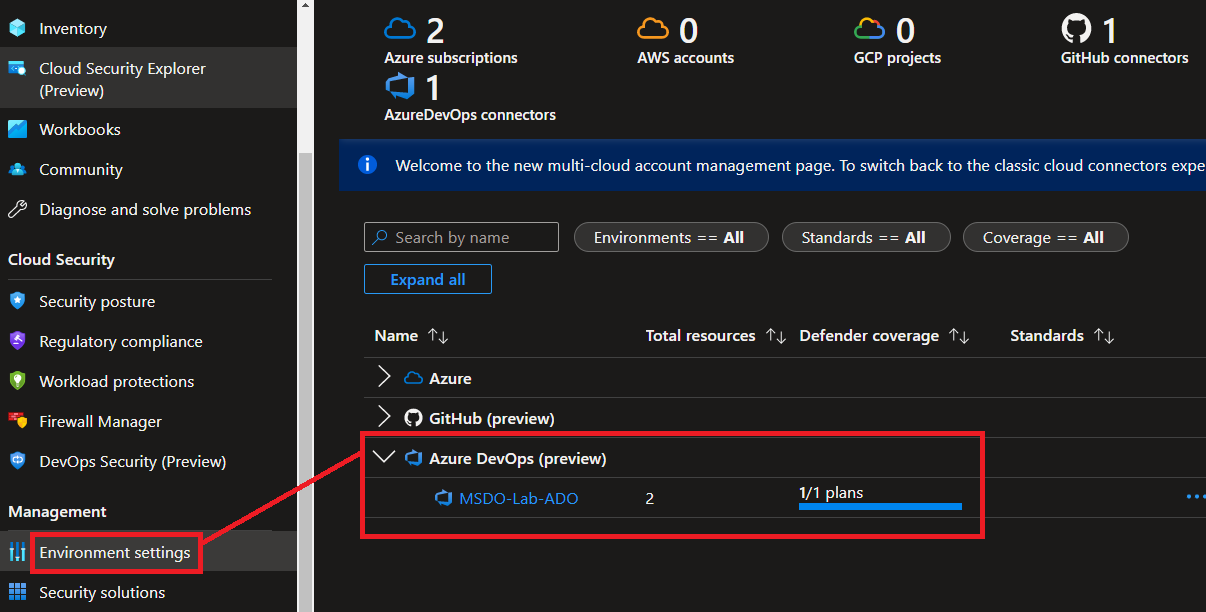 Inventory
Cloud Security Explorer
(Preview)
Workbooks
Community
Diagnose and solve problems
Cloud Security
Security posture
Regulatory compliance
Workload protections
Firewall Manager
DevOps Security (Preview)
Management
Environment settings
Security solutions
2
Azure subscriptions
0
AWS accounts
0
GCP projects
1
GitHub connectors
1
AzureDevOps connectors
Welcome to the new multi-cloud account management page. To switch back to the classic cloud connectors expe
Search by name
Environments == All
Standards == All
Coverage == All
Expand all
Name Total resources Defender coverage Standards
Azure
GitHub (preview)
Azure DevOps (preview)
MSDO-Lab-ADO 2 1/1 plans